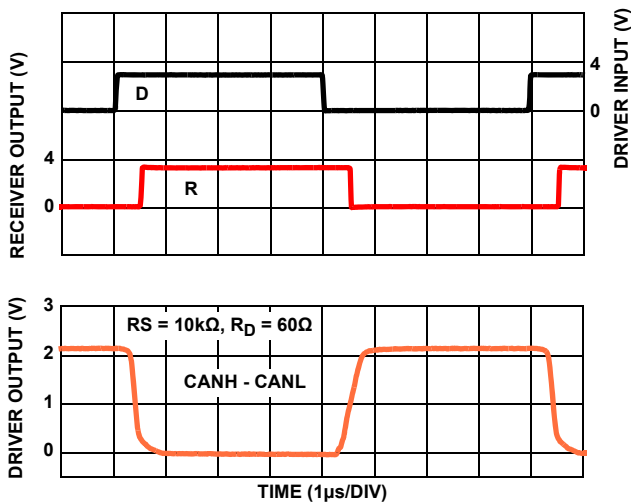 RECEIVER OUTPUT (V)
DRIVER INPUT (V)
4
0
D
4
0
R
DRIVER OUTPUT (V)
3
2
1
0
RS = 10kΩ, RD = 60Ω
CANH - CANL
TIME (1µs/DIV)